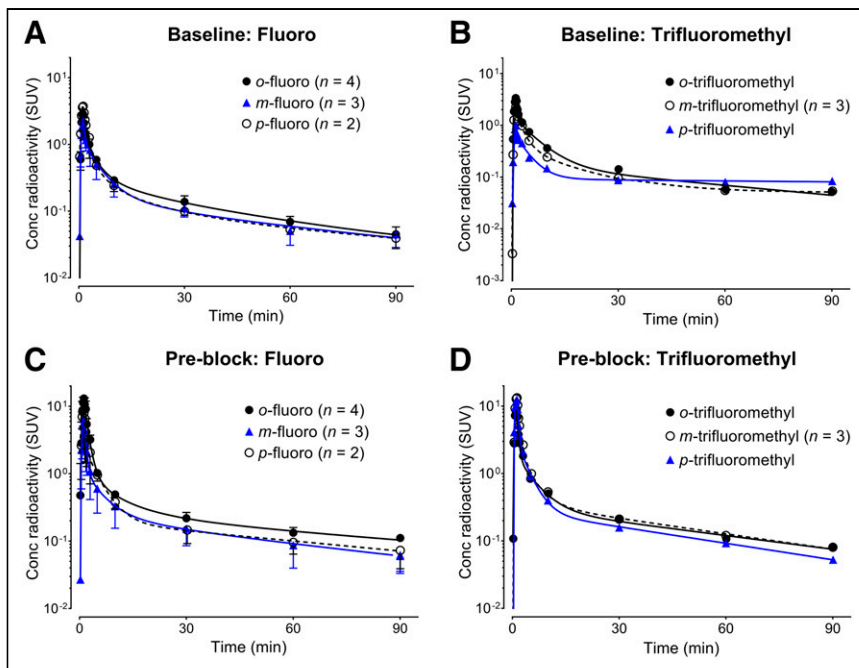 A
Baseline: Fluoro
Conc radioactivity (SUV)
10¹
10⁰
10⁻¹
10⁻²
o-fluoro (n = 4)
m-fluoro (n = 3)
p-fluoro (n = 2)
0 30 60 90
Time (min)
B
Baseline: Trifluoromethyl
Conc radioactivity (SUV)
10²
10¹
10⁰
10⁻¹
10⁻²
10⁻³
o-trifluoromethyl
m-trifluoromethyl (n = 3)
p-trifluoromethyl
0 30 60 90
Time (min)
C
Pre-block: Fluoro
Conc radioactivity (SUV)
10¹
10⁰
10⁻¹
10⁻²
o-fluoro (n = 4)
m-fluoro (n = 3)
p-fluoro (n = 2)
0 30 60 90
Time (min)
D
Pre-block: Trifluoromethyl
Conc radioactivity (SUV)
10¹
10⁰
10⁻¹
10⁻²
o-trifluoromethyl
m-trifluoromethyl (n = 3)
p-trifluoromethyl
0 30 60 90
Time (min)